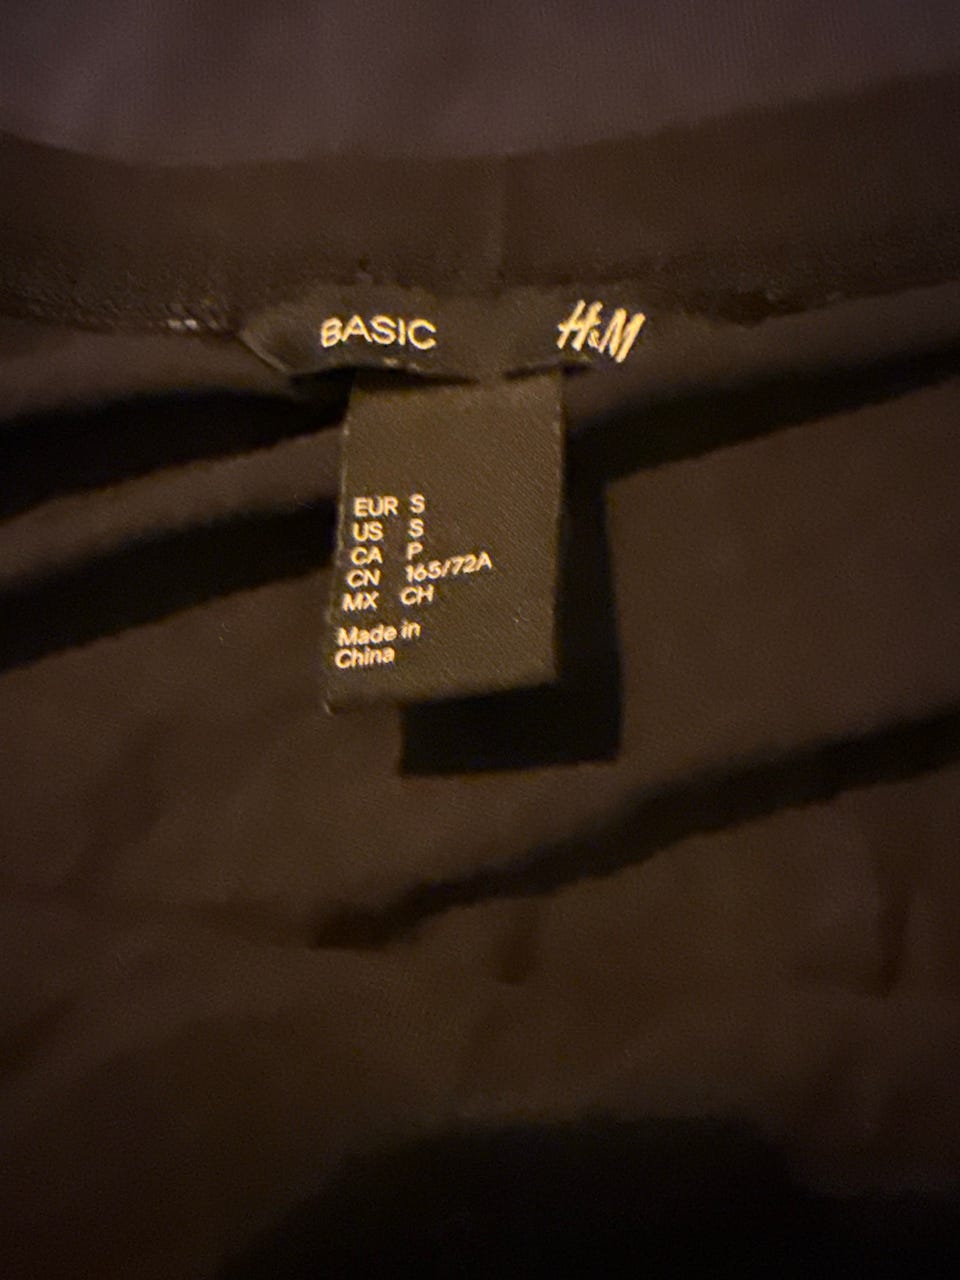 BASIC H&M
EUR S
US S
CA P
CN 165/72A
MX CH
Made in
China